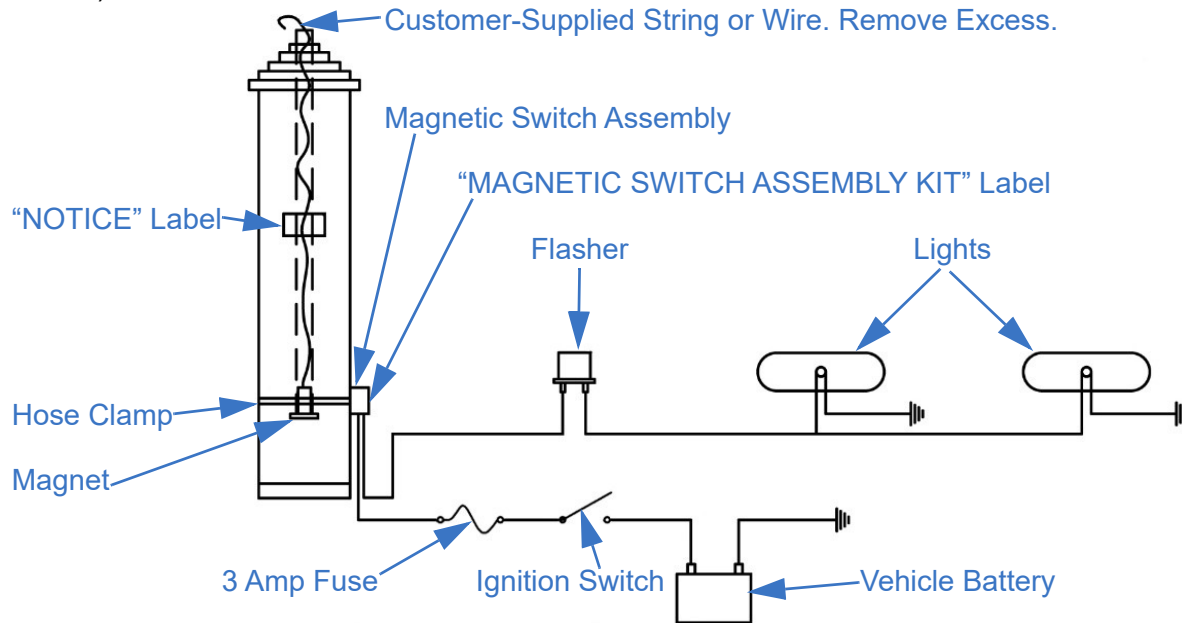 Customer-Supplied String or Wire. Remove Excess.
Magnetic Switch Assembly
“MAGNETIC SWITCH ASSEMBLY KIT” Label
“NOTICE” Label
Flasher
Lights
Hose Clamp
Magnet
3 Amp Fuse
Ignition Switch
Vehicle Battery